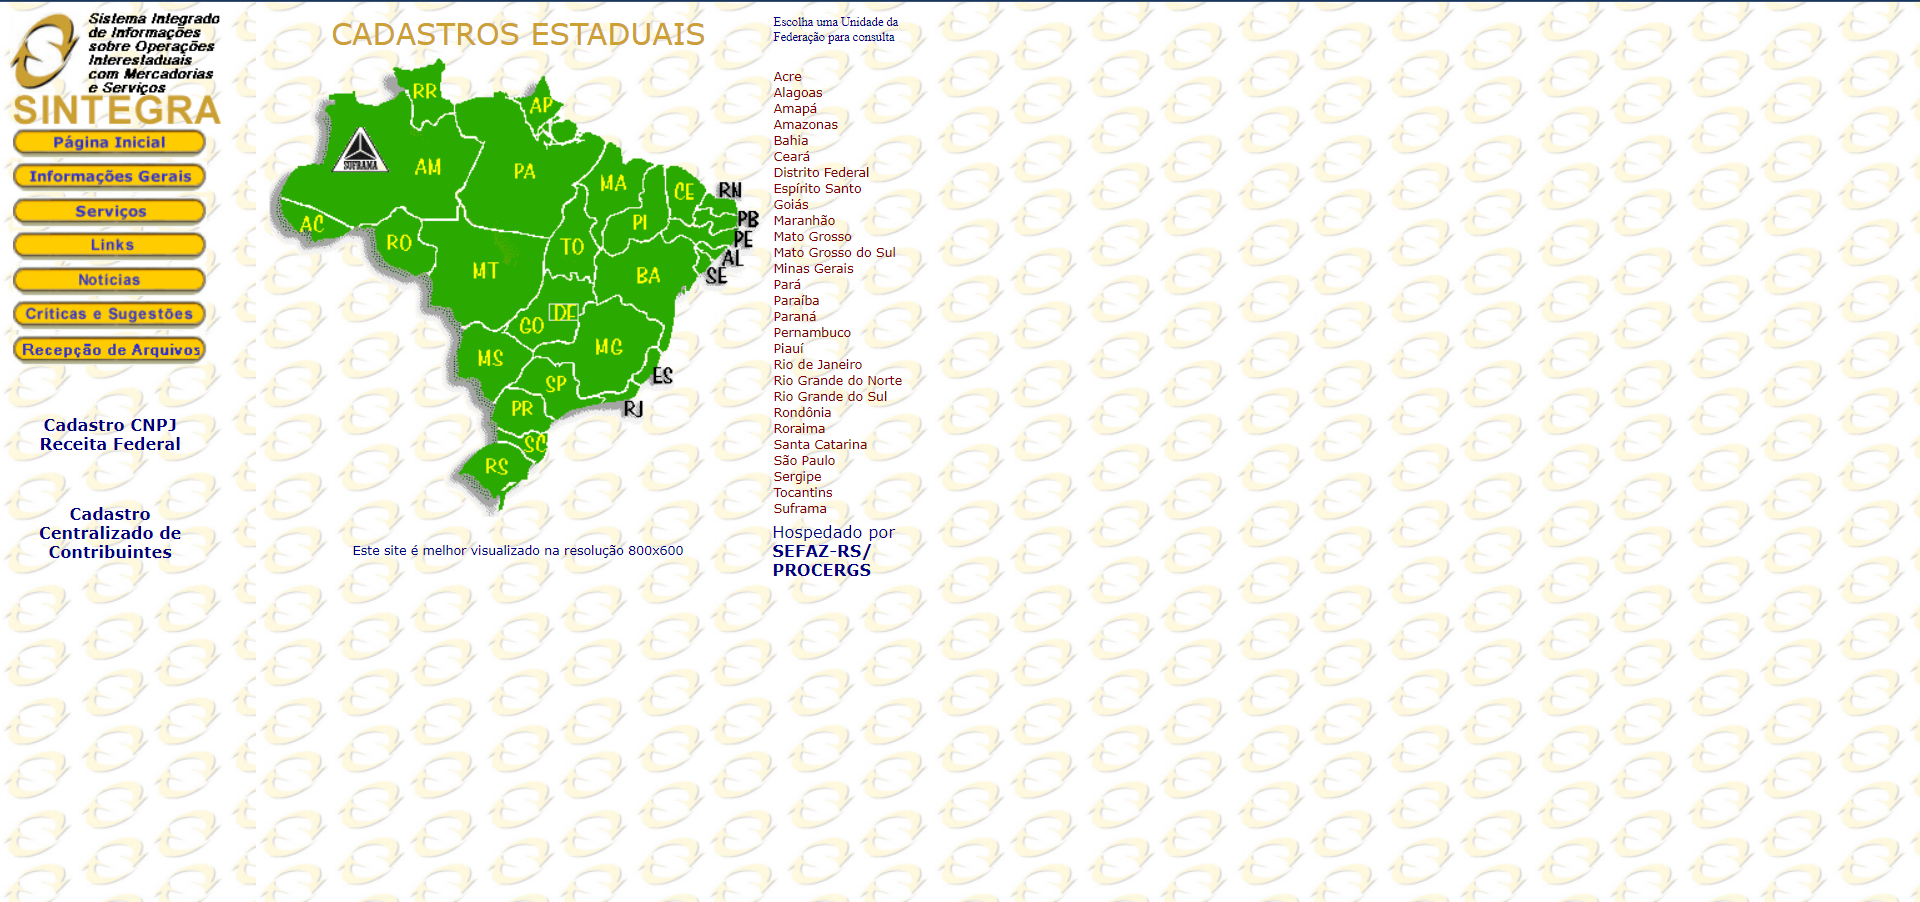 Sistema Integrado
de Informações
sobre Operações
Interestaduais
com Mercadorias
e Serviços
SINTEGRA
Página Inicial
Informações Gerais
Serviços
Links
Notícias
Críticas e Sugestões
Recepção de Arquivos
Cadastro CNPJ
Receita Federal
Cadastro
Centralizado de
Contribuintes
CADASTROS ESTADUAIS
RR
AP
SUFRAMA
AM
PA
MA
CE
RN
AC
RO
PI
PB
PE
TO
AL
MT
BA
SE
DF
GO
MG
MS
SP
ES
PR
RJ
SC
RS
Este site é melhor visualizado na resolução 800x600
Escolha uma Unidade da
Federação para consulta
Acre
Alagoas
Amapá
Amazonas
Bahia
Ceará
Distrito Federal
Espírito Santo
Goiás
Maranhão
Mato Grosso
Mato Grosso do Sul
Minas Gerais
Pará
Paraíba
Paraná
Pernambuco
Piauí
Rio de Janeiro
Rio Grande do Norte
Rio Grande do Sul
Rondônia
Roraima
Santa Catarina
São Paulo
Sergipe
Tocantins
Suframa
Hospedado por
SEFAZ-RS/
PROCERGS